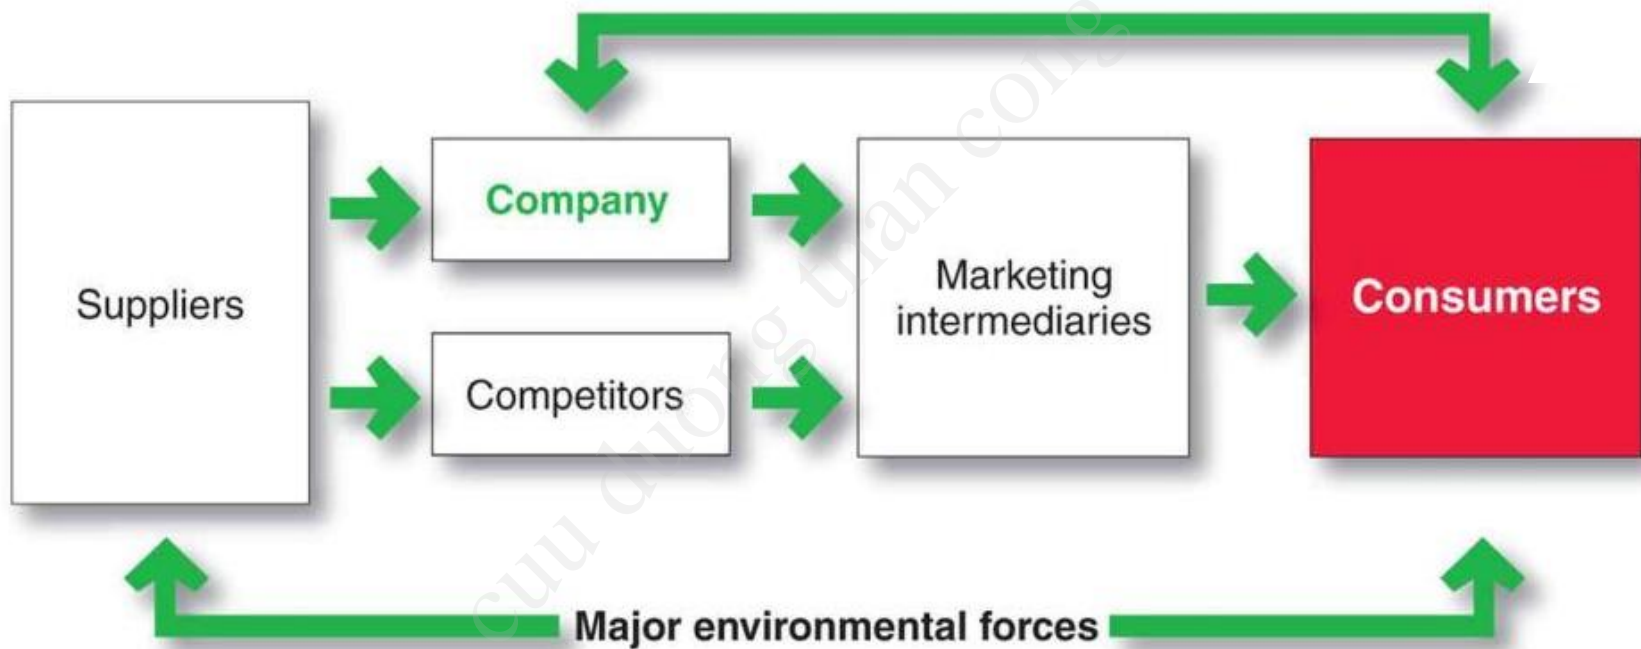 Suppliers
Company
Competitors
Marketing
intermediaries
Consumers
Major environmental forces
cuu duong than cong